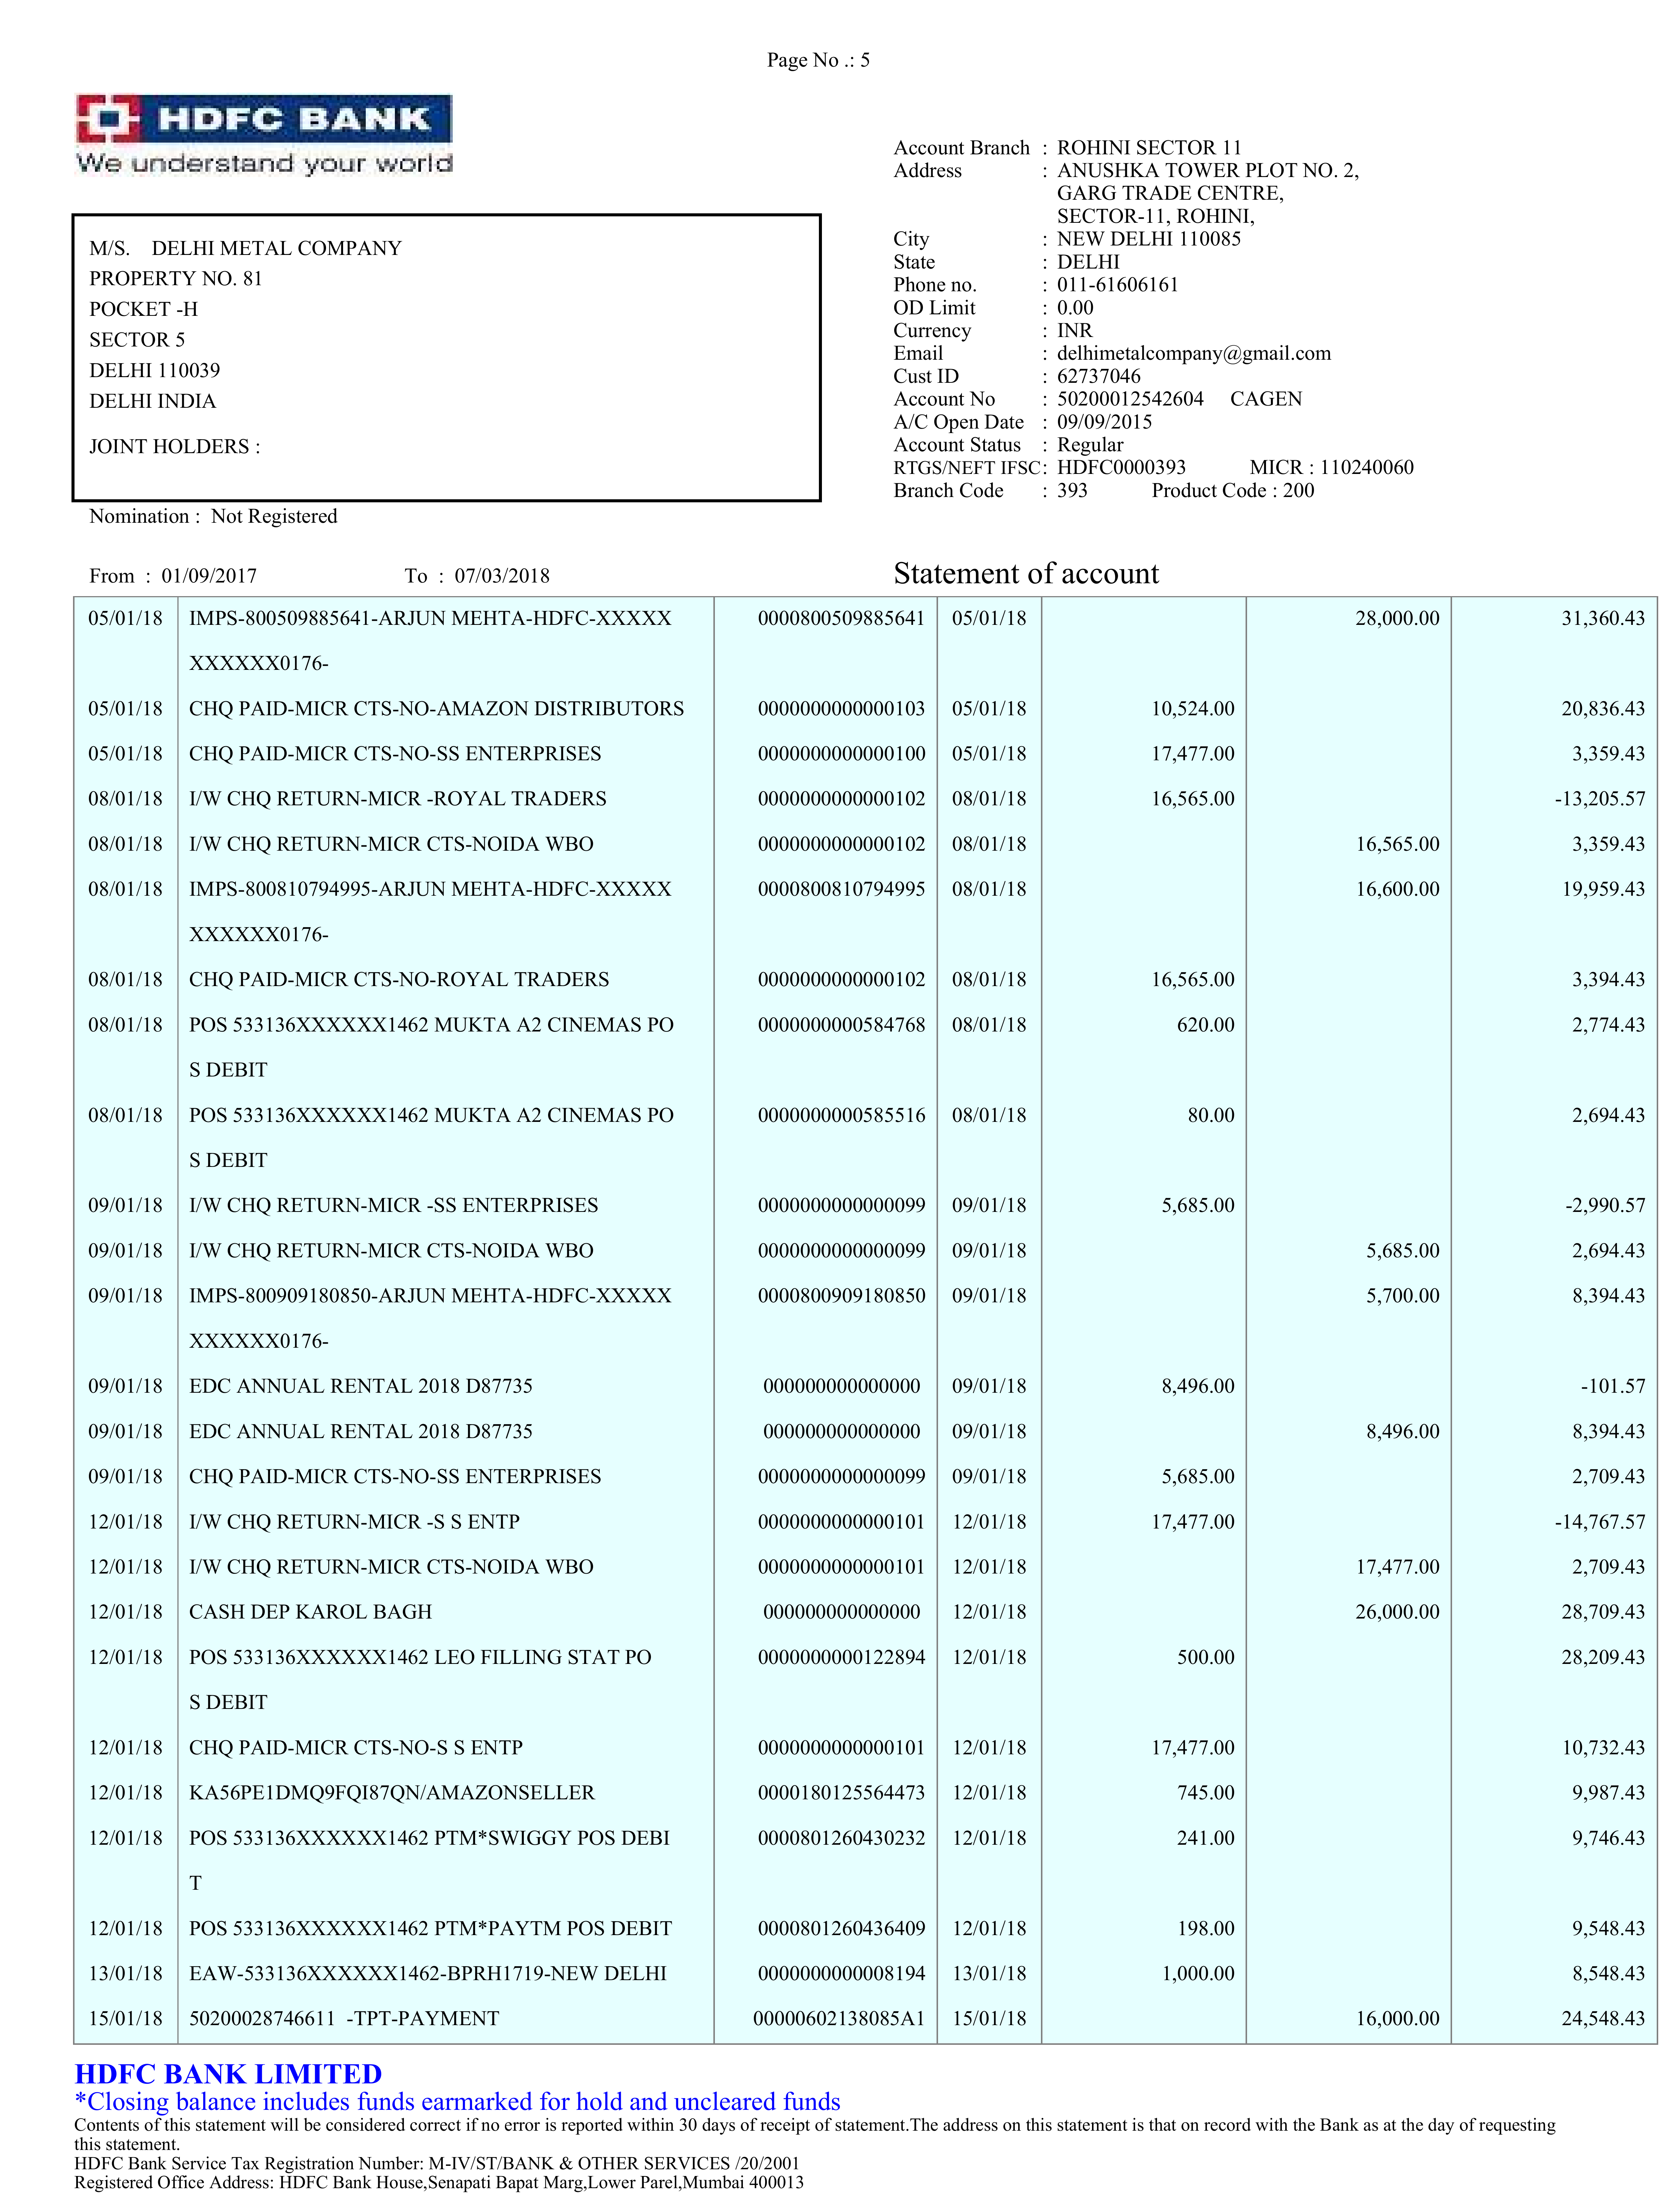 Page No .: 5
HDFC BANK
We understand your world
M/S. DELHI METAL COMPANY
PROPERTY NO. 81
POCKET -H
SECTOR 5
DELHI 110039
DELHI INDIA
JOINT HOLDERS :
Nomination : Not Registered
Account Branch : ROHINI SECTOR 11
Address : ANUSHKA TOWER PLOT NO. 2,
GARG TRADE CENTRE,
SECTOR-11, ROHINI,
City : NEW DELHI 110085
State : DELHI
Phone no. : 011-61606161
OD Limit : 0.00
Currency : INR
Email : delhimetalcompany@gmail.com
Cust ID : 62737046
Account No : 50200012542604 CAGEN
A/C Open Date : 09/09/2015
Account Status : Regular
RTGS/NEFT IFSC: HDFC0000393 MICR : 110240060
Branch Code : 393 Product Code : 200
From : 01/09/2017 To : 07/03/2018 Statement of account
05/01/18 IMPS-800509885641-ARJUN MEHTA-HDFC-XXXXX 0000800509885641 05/01/18 28,000.00 31,360.43
XXXXXX0176-
05/01/18 CHQ PAID-MICR CTS-NO-AMAZON DISTRIBUTORS 0000000000000103 05/01/18 10,524.00 20,836.43
05/01/18 CHQ PAID-MICR CTS-NO-SS ENTERPRISES 0000000000000100 05/01/18 17,477.00 3,359.43
08/01/18 I/W CHQ RETURN-MICR -ROYAL TRADERS 0000000000000102 08/01/18 16,565.00 -13,205.57
08/01/18 I/W CHQ RETURN-MICR CTS-NOIDA WBO 0000000000000102 08/01/18 16,565.00 3,359.43
08/01/18 IMPS-800810794995-ARJUN MEHTA-HDFC-XXXXX 0000800810794995 08/01/18 16,600.00 19,959.43
XXXXXX0176-
08/01/18 CHQ PAID-MICR CTS-NO-ROYAL TRADERS 0000000000000102 08/01/18 16,565.00 3,394.43
08/01/18 POS 533136XXXXXX1462 MUKTA A2 CINEMAS PO 0000000000584768 08/01/18 620.00 2,774.43
S DEBIT
08/01/18 POS 533136XXXXXX1462 MUKTA A2 CINEMAS PO 0000000000585516 08/01/18 80.00 2,694.43
S DEBIT
09/01/18 I/W CHQ RETURN-MICR -SS ENTERPRISES 0000000000000099 09/01/18 5,685.00 -2,990.57
09/01/18 I/W CHQ RETURN-MICR CTS-NOIDA WBO 0000000000000099 09/01/18 5,685.00 2,694.43
09/01/18 IMPS-800909180850-ARJUN MEHTA-HDFC-XXXXX 0000800909180850 09/01/18 5,700.00 8,394.43
XXXXXX0176-
09/01/18 EDC ANNUAL RENTAL 2018 D87735 000000000000000 09/01/18 8,496.00 -101.57
09/01/18 EDC ANNUAL RENTAL 2018 D87735 000000000000000 09/01/18 8,496.00 8,394.43
09/01/18 CHQ PAID-MICR CTS-NO-SS ENTERPRISES 0000000000000099 09/01/18 5,685.00 2,709.43
12/01/18 I/W CHQ RETURN-MICR -S S ENTP 0000000000000101 12/01/18 17,477.00 -14,767.57
12/01/18 I/W CHQ RETURN-MICR CTS-NOIDA WBO 0000000000000101 12/01/18 17,477.00 2,709.43
12/01/18 CASH DEP KAROL BAGH 000000000000000 12/01/18 26,000.00 28,709.43
12/01/18 POS 533136XXXXXX1462 LEO FILLING STAT PO 0000000000122894 12/01/18 500.00 28,209.43
S DEBIT
12/01/18 CHQ PAID-MICR CTS-NO-S S ENTP 0000000000000101 12/01/18 17,477.00 10,732.43
12/01/18 KA56PE1DMQ9FQI87QN/AMAZONSELLER 0000180125564473 12/01/18 745.00 9,987.43
12/01/18 POS 533136XXXXXX1462 PTM*SWIGGY POS DEBI 0000801260430232 12/01/18 241.00 9,746.43
T
12/01/18 POS 533136XXXXXX1462 PTM*PAYTM POS DEBIT 0000801260436409 12/01/18 198.00 9,548.43
13/01/18 EAW-533136XXXXXX1462-BPRH1719-NEW DELHI 0000000000008194 13/01/18 1,000.00 8,548.43
15/01/18 50200028746611 -TPT-PAYMENT 00000602138085A1 15/01/18 16,000.00 24,548.43
HDFC BANK LIMITED
*Closing balance includes funds earmarked for hold and uncleared funds
Contents of this statement will be considered correct if no error is reported within 30 days of receipt of statement.The address on this statement is that on record with the Bank as at the day of requesting
this statement.
HDFC Bank Service Tax Registration Number: M-IV/ST/BANK & OTHER SERVICES /20/2001
Registered Office Address: HDFC Bank House,Senapati Bapat Marg,Lower Parel,Mumbai 400013